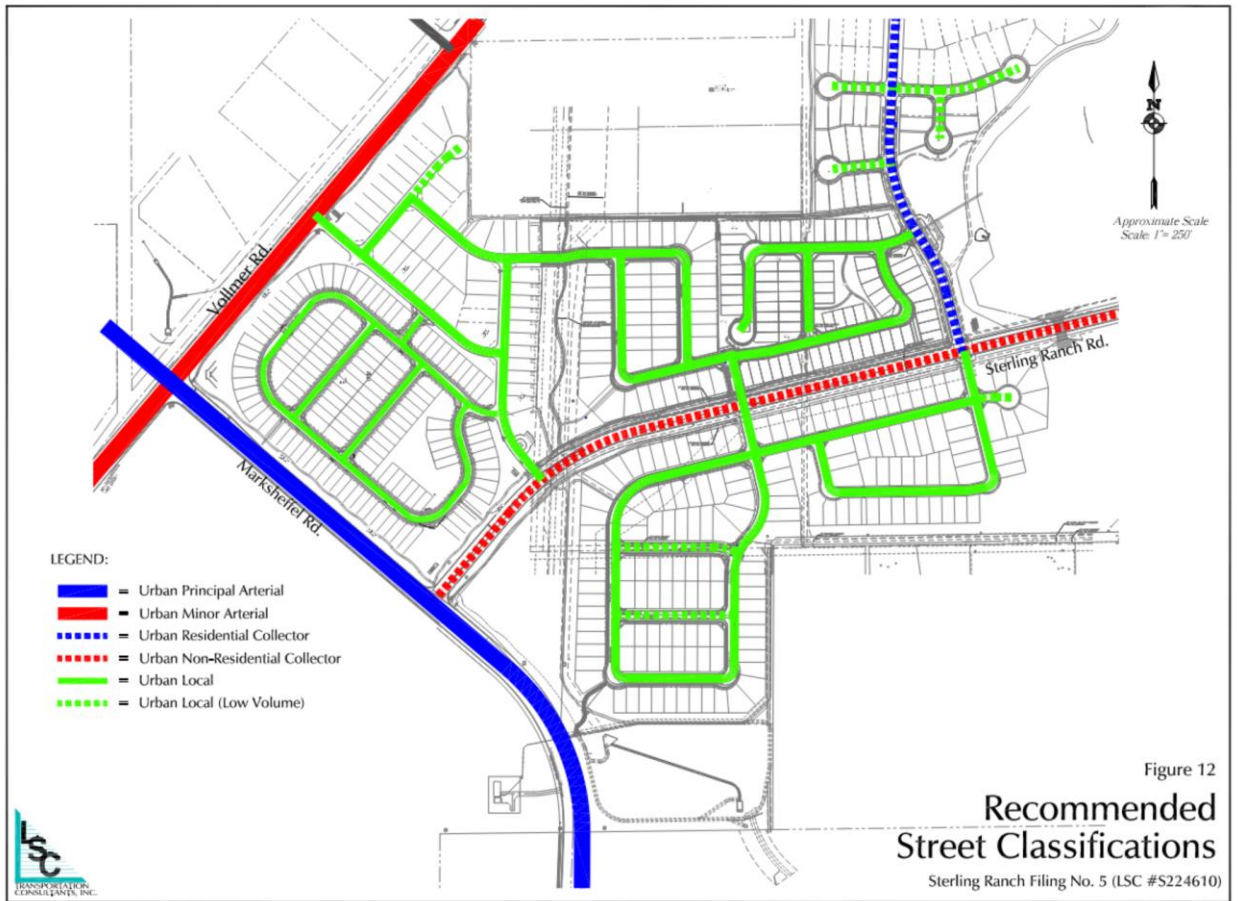 N
Approximate Scale
Scale: 1"= 250'
Vollmer Rd.
Sterling Ranch Rd.
Marksheffel Rd.
LEGEND:
= Urban Principal Arterial
= Urban Minor Arterial
= Urban Residential Collector
= Urban Non-Residential Collector
= Urban Local
= Urban Local (Low Volume)
Figure 12
Recommended
Street Classifications
Sterling Ranch Filing No. 5 (LSC #S224610)
LSC
TRANSPORTATION
CONSULTANTS, INC.